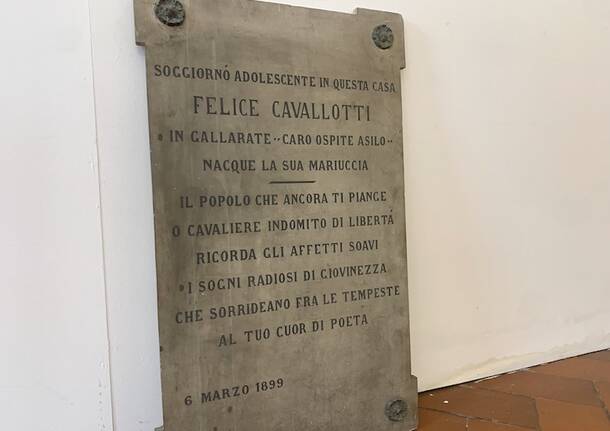 SOGGIORNÓ ADOLESCENTE IN QUESTA CASA
FELICE CAVALLOTTI
IN GALLARATE "CARO OSPITE ASILO"
NACQUE LA SUA MARIUCCIA
IL POPOLO CHE ANCORA TI PIANGE
O CAVALIERE INDOMITO DI LIBERTÁ
RICORDA GLI AFFETTI SOAVI
I SOGNI RADIOSI DI GIOVINEZZA
CHE SORRIDEANO FRA LE TEMPESTE
AL TUO CUOR DI POETA
6 MARZO 1899